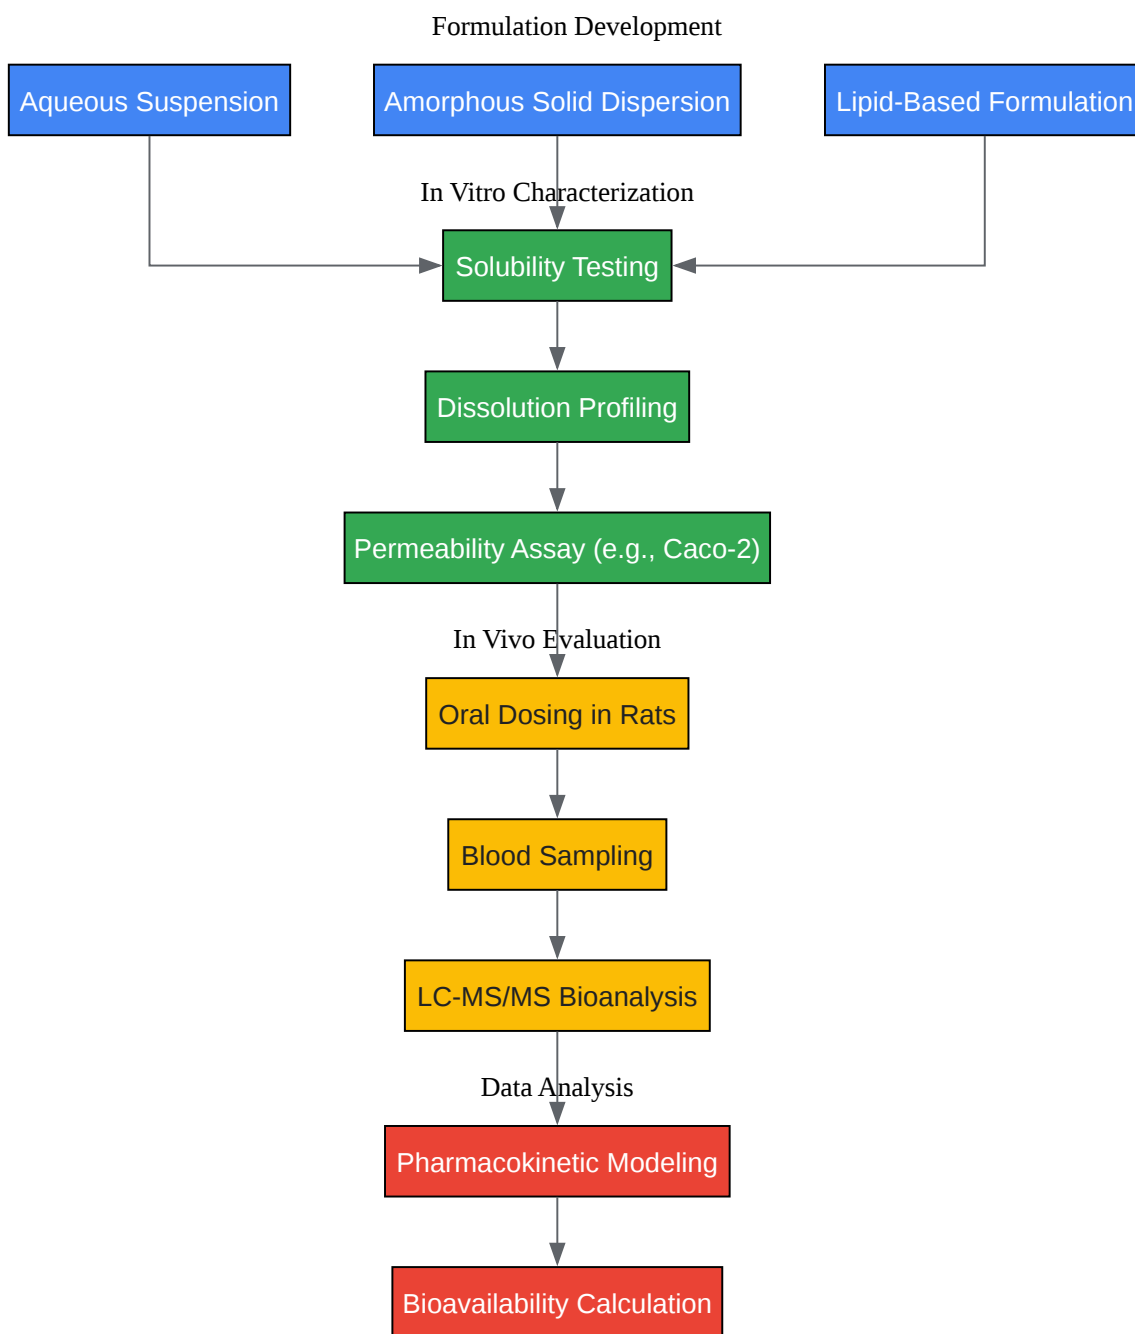 Formulation Development
Aqueous Suspension
Amorphous Solid Dispersion
Lipid-Based Formulation
In Vitro Characterization
Solubility Testing
Dissolution Profiling
Permeability Assay (e.g., Caco-2)
In Vivo Evaluation
Oral Dosing in Rats
Blood Sampling
LC-MS/MS Bioanalysis
Data Analysis
Pharmacokinetic Modeling
Bioavailability Calculation